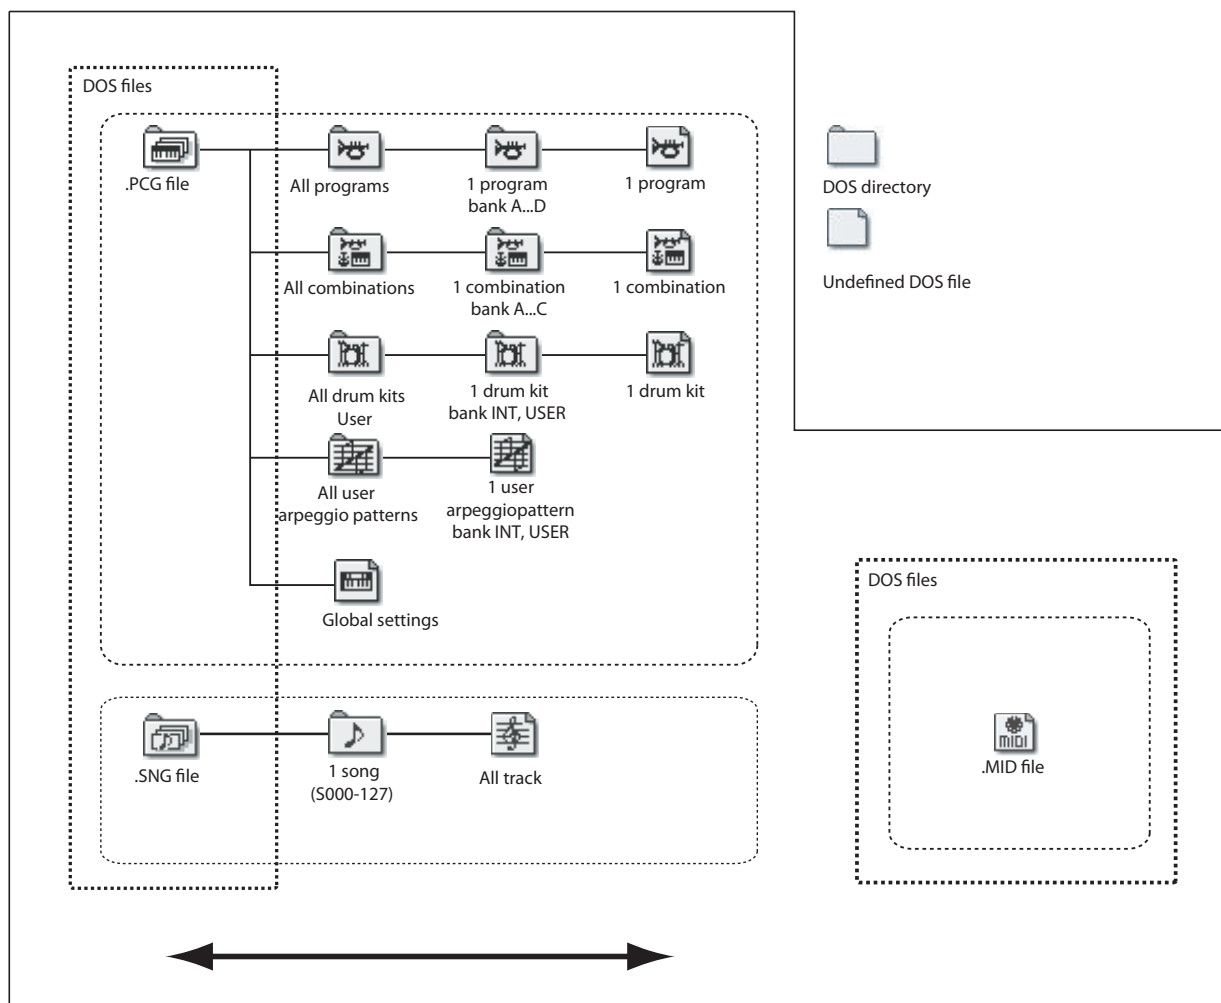 DOS files
.PCG file
All programs
1 program
bank A...D
1 program
All combinations
1 combination
bank A...C
1 combination
All drum kits
User
1 drum kit
bank INT, USER
1 drum kit
All user
arpeggio patterns
1 user
arpeggiopattern
bank INT, USER
Global settings
.SNG file
1 song
(S000-127)
All track
DOS directory
Undefined DOS file
DOS files
MIDI
.MID file